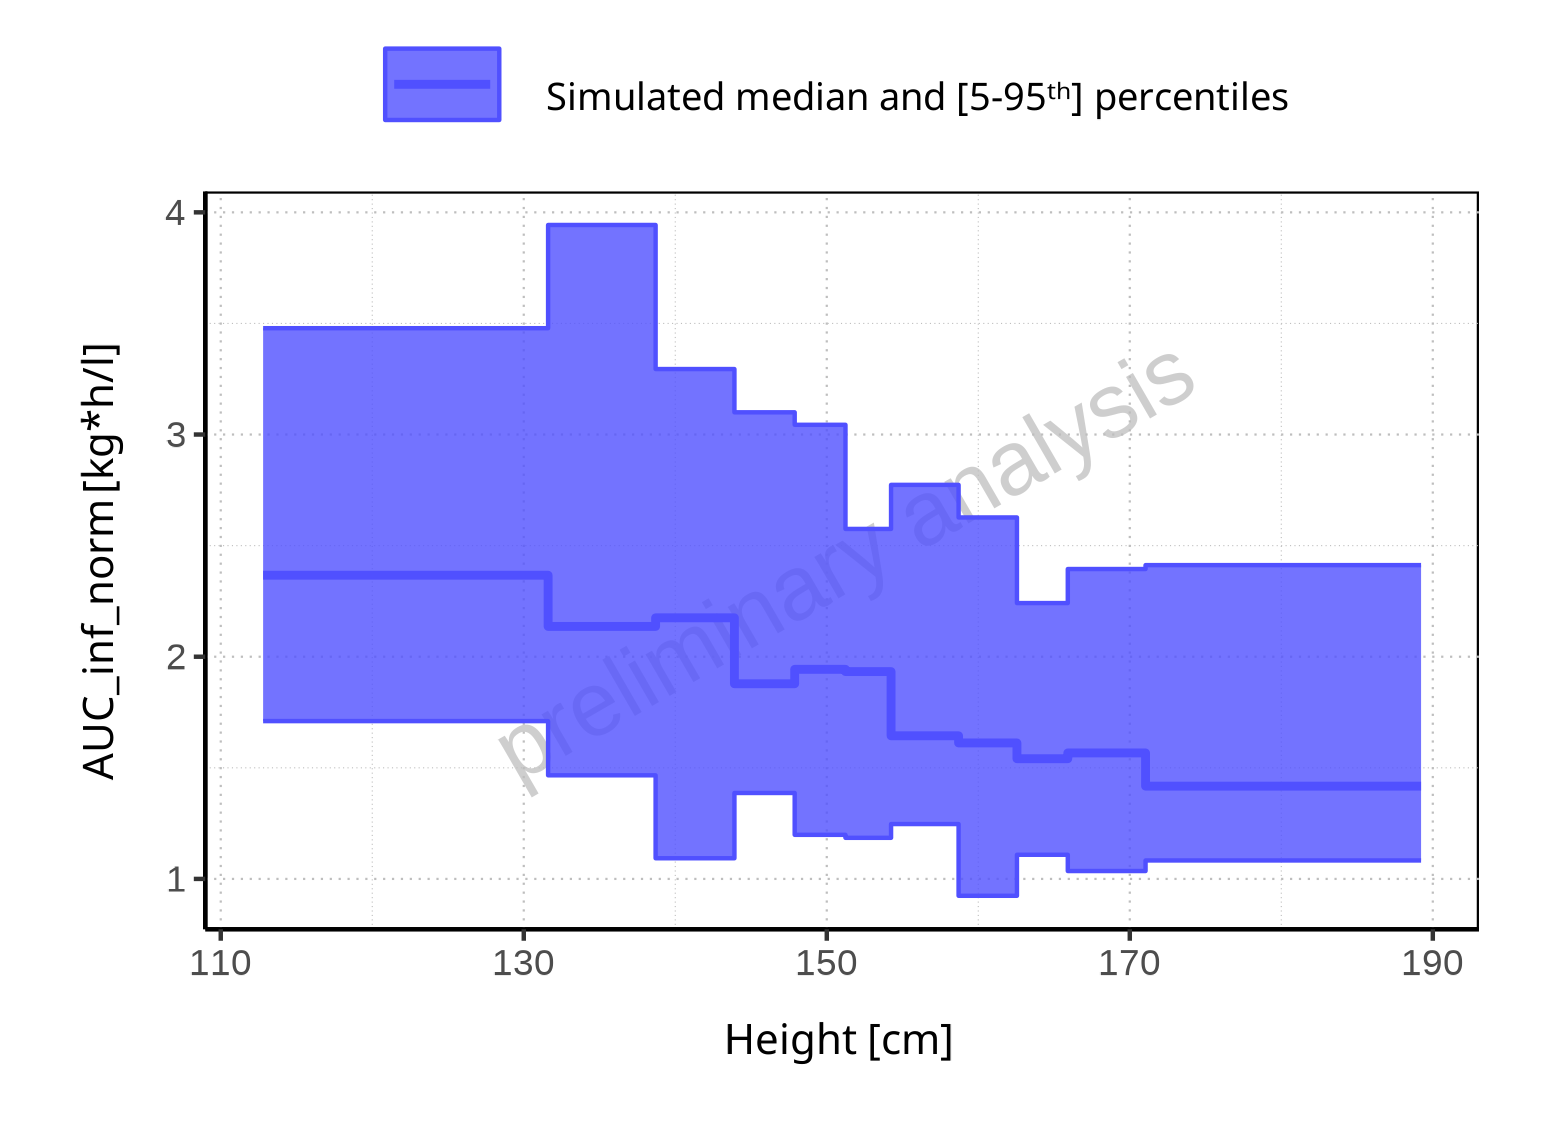 Simulated median and [5-95ᵗʰ] percentiles
4
3
2
1
AUC_inf_norm [kg*h/l]
preliminary analysis
110 130 150 170 190
Height [cm]